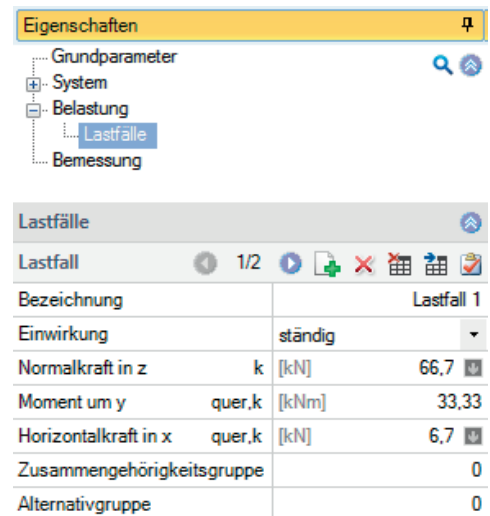 Eigenschaften
Grundparameter
System
Belastung
Lastfälle
Bemessung
Lastfälle
Lastfall 1/2
Bezeichnung Lastfall 1
Einwirkung ständig
Normalkraft in z k [kN] 66,7
Moment um y quer,k [kNm] 33,33
Horizontalkraft in x quer,k [kN] 6,7
Zusammengehörigkeitsgruppe 0
Alternativgruppe 0